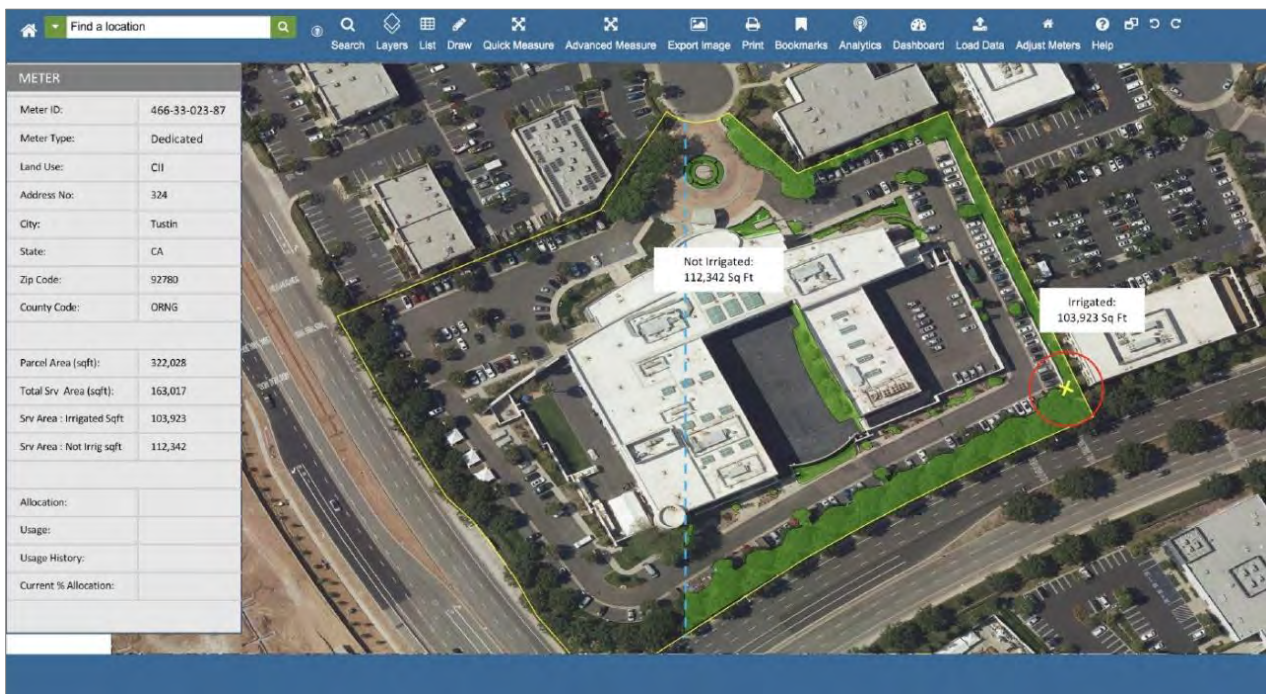 Find a location
Search Layers List Draw Quick Measure Advanced Measure Export Image Print Bookmarks Analytics Dashboard Load Data Adjust Meters Help
METER
Meter ID: 466-33-023-87
Meter Type: Dedicated
Land Use: CII
Address No: 324
City: Tustin
State: CA
Zip Code: 92780
County Code: ORNG
Parcel Area (sqft): 322,028
Total Srv Area (sqft): 163,017
Srv Area : Irrigated Sqft 103,923
Srv Area : Not Irrig sqft 112,342
Allocation:
Usage:
Usage History:
Current % Allocation:
Not Irrigated:
112,342 Sq Ft
Irrigated:
103,923 Sq Ft